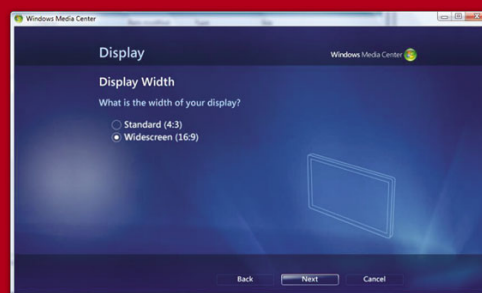 Windows Media Center
Display
Windows Media Center
Display Width
What is the width of your display?
Standard (4:3)
Widescreen (16:9)
Back
Next
Cancel